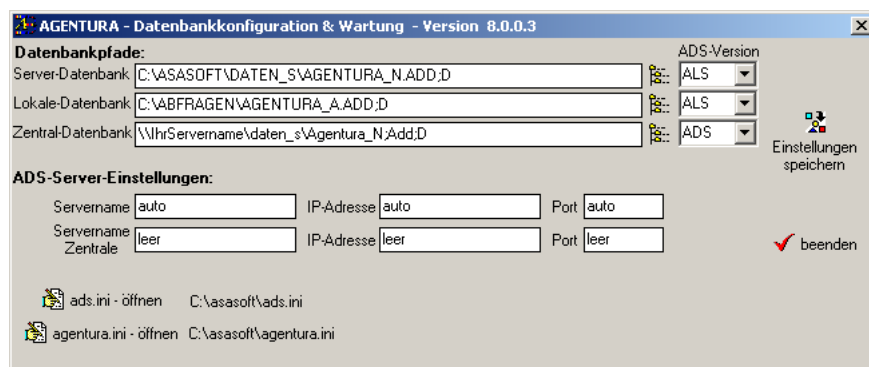 AGENTURA - Datenbankkonfiguration & Wartung - Version 8.0.0.3
Datenbankpfade:
ADS-Version
Server-Datenbank C:\ASASOFT\DATEN_S\AGENTURA_N.ADD;D ALS
Lokale-Datenbank C:\ABFRAGEN\AGENTURA_A.ADD;D ALS
Zentral-Datenbank \\IhrServername\daten_s\Agentura_N;Add;D ADS
Einstellungen
speichern
ADS-Server-Einstellungen:
Servername auto IP-Adresse auto Port auto
Servername
Zentrale leer IP-Adresse leer Port leer
beenden
ads.ini - öffnen C:\asasoft\ads.ini
agentura.ini - öffnen C:\asasoft\agentura.ini